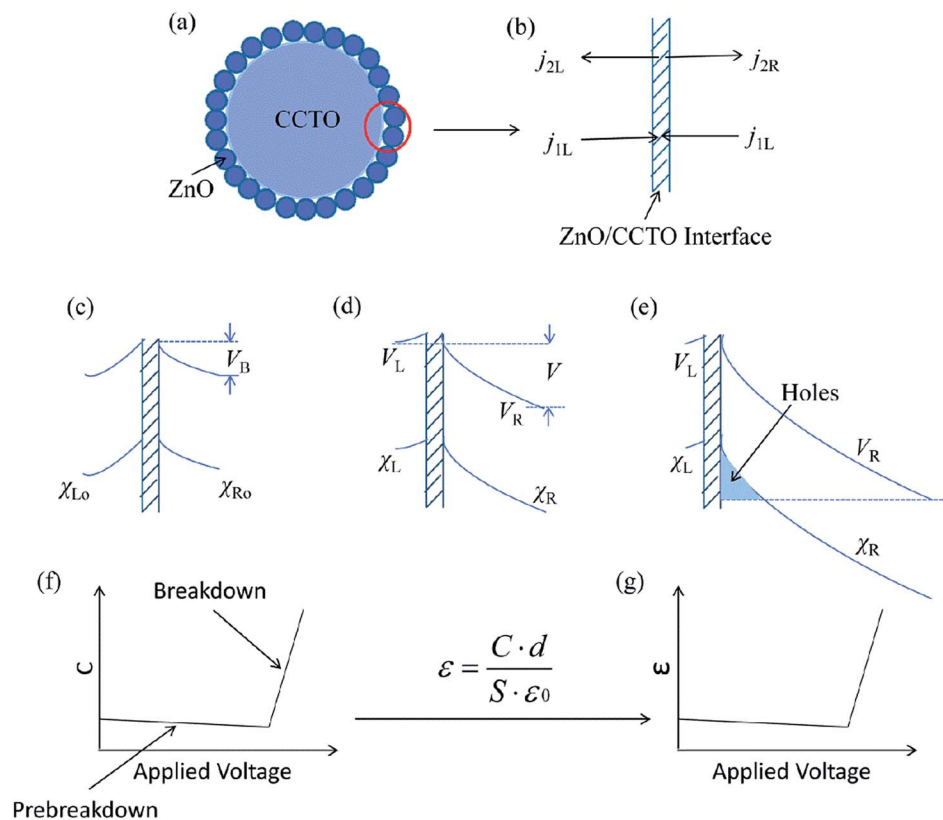 (a)
CCTO
ZnO
(b)
j2L
j2R
j1L
j1L
ZnO/CCTO Interface
(c)
VB
χLo
χRo
(d)
VL
V
VR
χL
χR
(e)
VL
Holes
VR
χL
χR
(f)
Breakdown
C
Applied Voltage
Prebreakdown
ε = C · d / S · ε0
(g)
ε
Applied Voltage